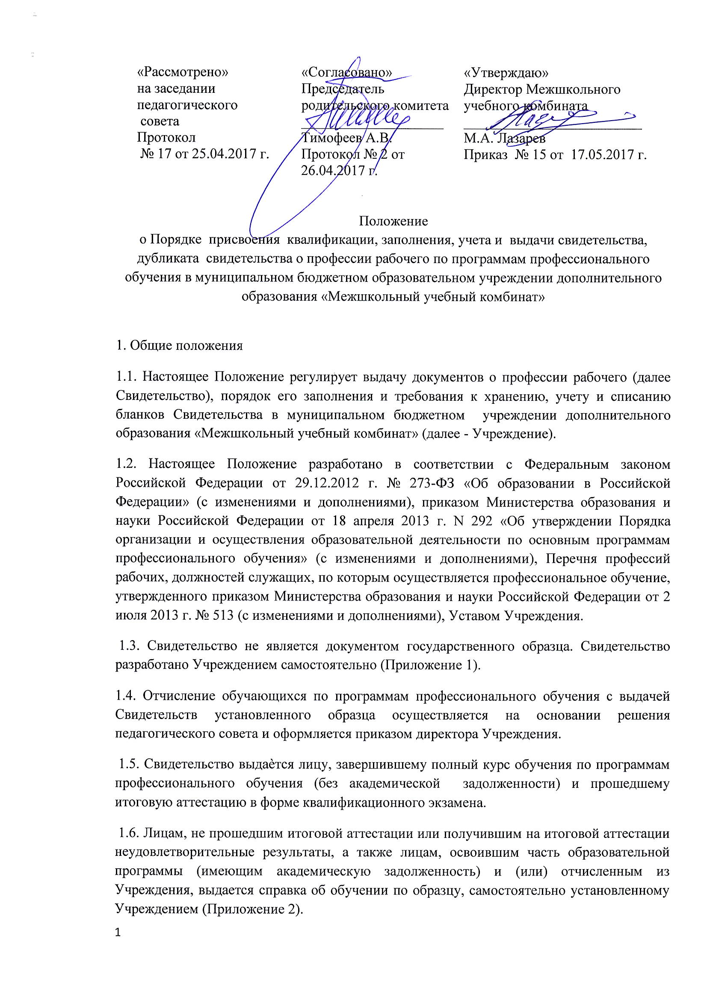 «Рассмотрено»
на заседании
педагогического
совета
Протокол
№ 17 от 25.04.2017 г.
«Согласовано»
Председатель
родительского комитета
Тимофеев А.В.
Протокол № 2 от
26.04.2017 г.
«Утверждаю»
Директор Межшкольного
учебного комбината
М.А. Лазарев
Приказ № 15 от 17.05.2017 г.
Положение
о Порядке присвоения квалификации, заполнения, учета и выдачи свидетельства,
дубликата свидетельства о профессии рабочего по программам профессионального
обучения в муниципальном бюджетном образовательном учреждении дополнительного
образования «Межшкольный учебный комбинат»
1. Общие положения
1.1. Настоящее Положение регулирует выдачу документов о профессии рабочего (далее
Свидетельство), порядок его заполнения и требования к хранению, учету и списанию
бланков Свидетельства в муниципальном бюджетном учреждении дополнительного
образования «Межшкольный учебный комбинат» (далее - Учреждение).
1.2. Настоящее Положение разработано в соответствии с Федеральным законом
Российской Федерации от 29.12.2012 г. № 273-ФЗ «Об образовании в Российской
Федерации» (с изменениями и дополнениями), приказом Министерства образования и
науки Российской Федерации от 18 апреля 2013 г. N 292 «Об утверждении Порядка
организации и осуществления образовательной деятельности по основным программам
профессионального обучения» (с изменениями и дополнениями), Перечня профессий
рабочих, должностей служащих, по которым осуществляется профессиональное обучение,
утвержденного приказом Министерства образования и науки Российской Федерации от 2
июля 2013 г. № 513 (с изменениями и дополнениями), Уставом Учреждения.
1.3. Свидетельство не является документом государственного образца. Свидетельство
разработано Учреждением самостоятельно (Приложение 1).
1.4. Отчисление обучающихся по программам профессионального обучения с выдачей
Свидетельств установленного образца осуществляется на основании решения
педагогического совета и оформляется приказом директора Учреждения.
1.5. Свидетельство выдаѐтся лицу, завершившему полный курс обучения по программам
профессионального обучения (без академической задолженности) и прошедшему
итоговую аттестацию в форме квалификационного экзамена.
1.6. Лицам, не прошедшим итоговой аттестации или получившим на итоговой аттестации
неудовлетворительные результаты, а также лицам, освоившим часть образовательной
программы (имеющим академическую задолженность) и (или) отчисленным из
Учреждения, выдается справка об обучении по образцу, самостоятельно установленному
Учреждением (Приложение 2).
1